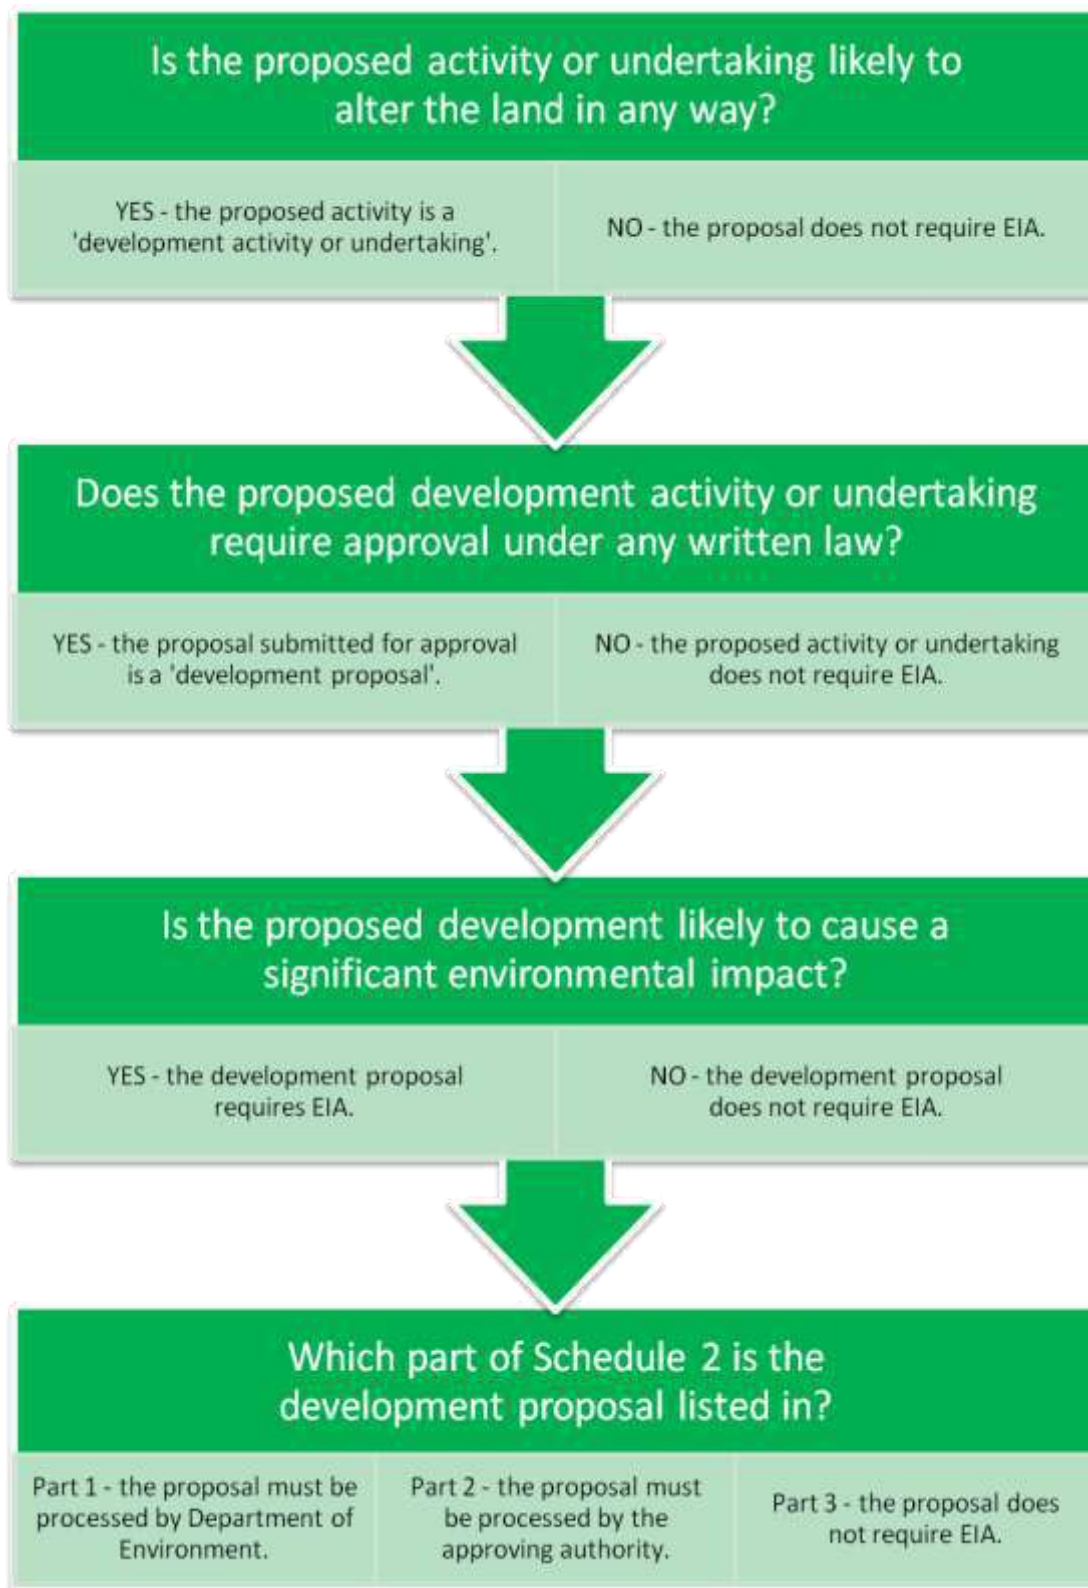 Is the proposed activity or undertaking likely to
alter the land in any way?
YES - the proposed activity is a
'development activity or undertaking'.
NO - the proposal does not require EIA.
Does the proposed development activity or undertaking
require approval under any written law?
YES - the proposal submitted for approval
is a 'development proposal'.
NO - the proposed activity or undertaking
does not require EIA.
Is the proposed development likely to cause a
significant environmental impact?
YES - the development proposal
requires EIA.
NO - the development proposal
does not require EIA.
Which part of Schedule 2 is the
development proposal listed in?
Part 1 - the proposal must be
processed by Department of
Environment.
Part 2 - the proposal must
be processed by the
approving authority.
Part 3 - the proposal does
not require EIA.